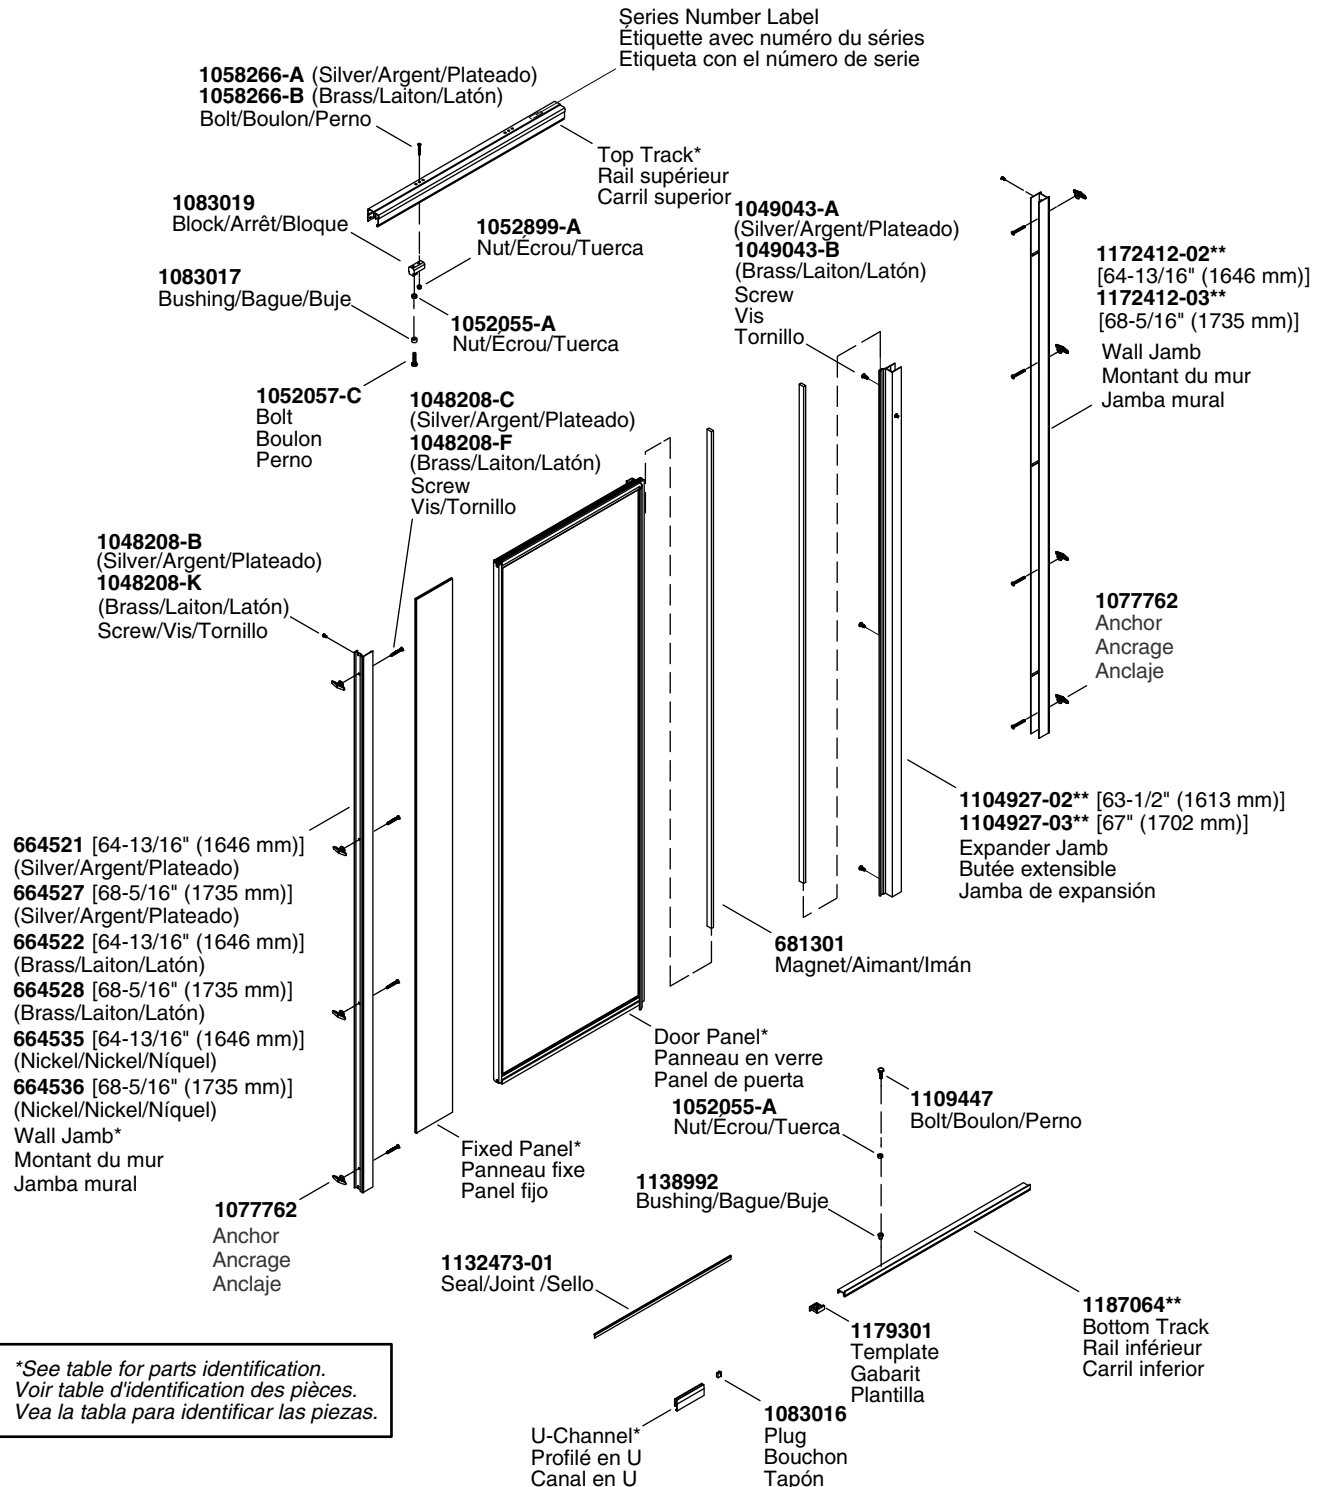 Series Number Label
Étiquette avec numéro du séries
Etiqueta con el número de serie
1058266-A (Silver/Argent/Plateado)
1058266-B (Brass/Laiton/Latón)
Bolt/Boulon/Perno
Top Track*
Rail supérieur
Carril superior
1083019
Block/Arrêt/Bloque
1052899-A
Nut/Écrou/Tuerca
1083017
Bushing/Bague/Buje
1052055-A
Nut/Écrou/Tuerca
1052057-C
Bolt
Boulon
Perno
1049043-A
(Silver/Argent/Plateado)
1049043-B
(Brass/Laiton/Latón)
Screw
Vis
Tornillo
1172412-02**
[64-13/16" (1646 mm)]
1172412-03**
[68-5/16" (1735 mm)]
Wall Jamb
Montant du mur
Jamba mural
1048208-C
(Silver/Argent/Plateado)
1048208-F
(Brass/Laiton/Latón)
Screw
Vis/Tornillo
1048208-B
(Silver/Argent/Plateado)
1048208-K
(Brass/Laiton/Latón)
Screw/Vis/Tornillo
1077762
Anchor
Ancrage
Anclaje
1104927-02** [63-1/2" (1613 mm)]
1104927-03** [67" (1702 mm)]
Expander Jamb
Butée extensible
Jamba de expansión
664521 [64-13/16" (1646 mm)]
(Silver/Argent/Plateado)
664527 [68-5/16" (1735 mm)]
(Silver/Argent/Plateado)
664522 [64-13/16" (1646 mm)]
(Brass/Laiton/Latón)
664528 [68-5/16" (1735 mm)]
(Brass/Laiton/Latón)
664535 [64-13/16" (1646 mm)]
(Nickel/Nickel/Níquel)
664536 [68-5/16" (1735 mm)]
(Nickel/Nickel/Níquel)
Wall Jamb*
Montant du mur
Jamba mural
681301
Magnet/Aimant/Imán
Door Panel*
Panneau en verre
Panel de puerta
1052055-A
Nut/Écrou/Tuerca
1109447
Bolt/Boulon/Perno
Fixed Panel*
Panneau fixe
Panel fijo
1138992
Bushing/Bague/Buje
1077762
Anchor
Ancrage
Anclaje
1132473-01
Seal/Joint /Sello
1179301
Template
Gabarit
Plantilla
1187064**
Bottom Track
Rail inférieur
Carril inferior
*See table for parts identification.
Voir table d'identification des pièces.
Vea la tabla para identificar las piezas.
U-Channel*
Profilé en U
Canal en U
1083016
Plug
Bouchon
Tapón